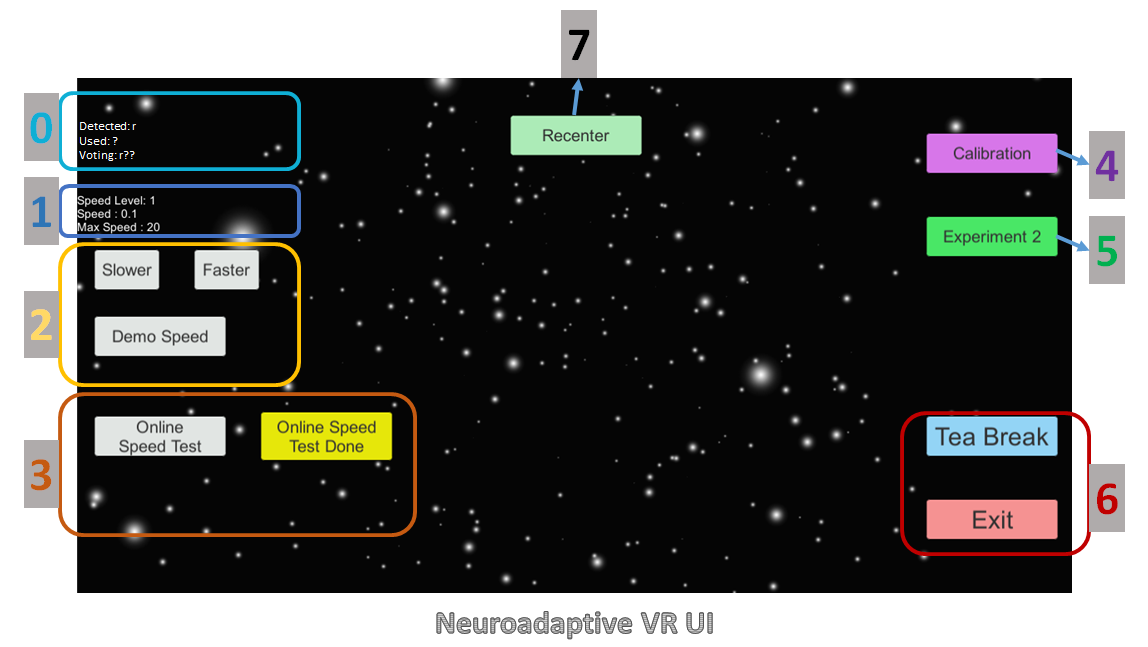 7
0
Detected: r
Used: ?
Voting: r??
Recenter
Calibration
4
1
Speed Level: 1
Speed : 0.1
Max Speed : 20
Experiment 2
5
2
Slower
Faster
Demo Speed
3
Online
Speed Test
Online Speed
Test Done
Tea Break
6
Exit
Neuroadaptive VR UI